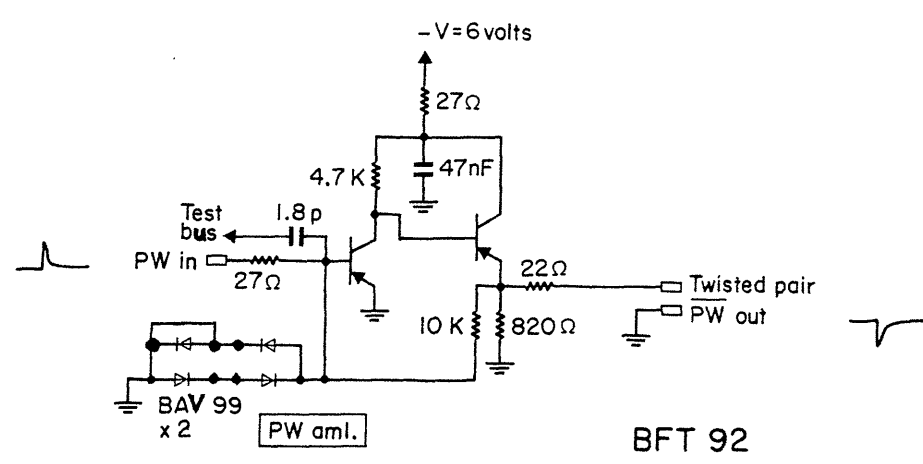 – V = 6 volts
27Ω
4.7 K
47nF
Test
bus
1.8 p
PW in
27Ω
22Ω
Twisted pair
PW out
10 K
820Ω
BAV 99
x 2
PW aml.
BFT 92